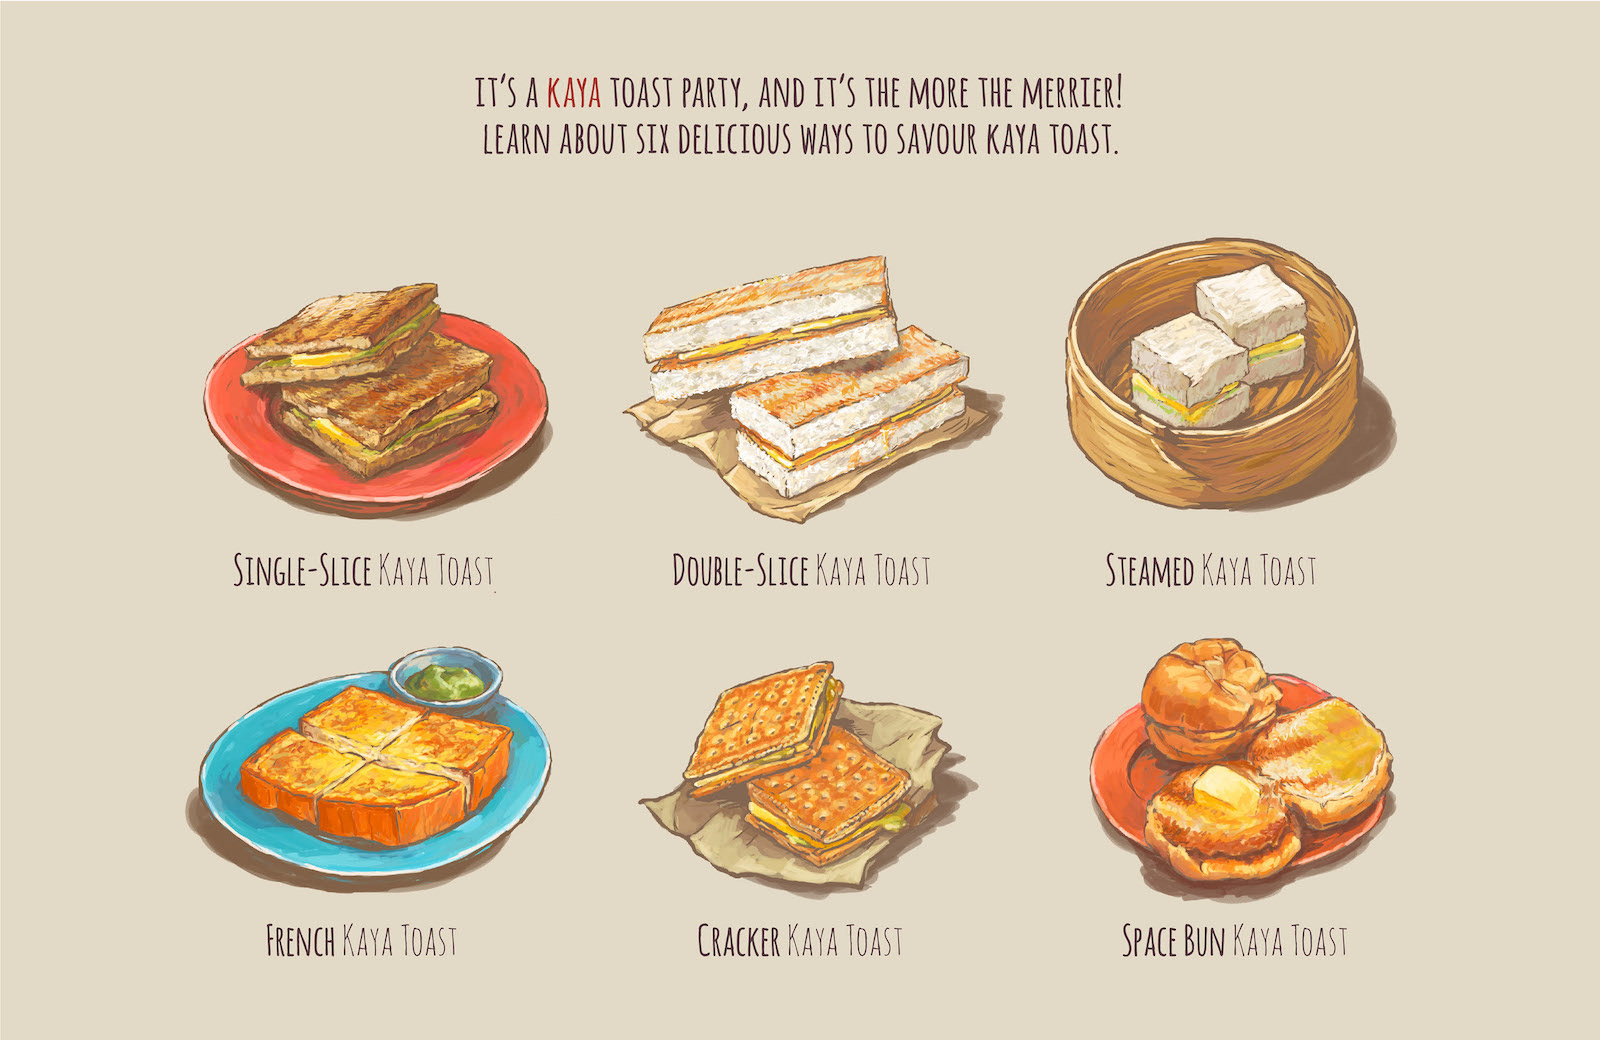 IT'S A KAYA TOAST PARTY, AND IT'S THE MORE THE MERRIER!
LEARN ABOUT SIX DELICIOUS WAYS TO SAVOUR KAYA TOAST.
SINGLE-SLICE KAYA TOAST
DOUBLE-SLICE KAYA TOAST
STEAMED KAYA TOAST
FRENCH KAYA TOAST
CRACKER KAYA TOAST
SPACE BUN KAYA TOAST